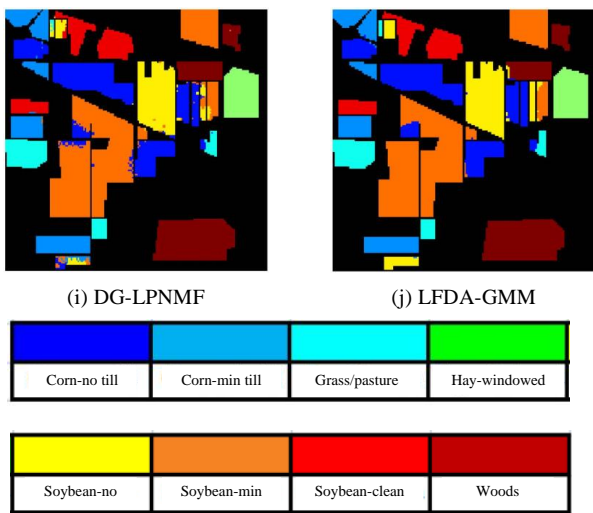 (i) DG-LPNMF
(j) LFDA-GMM
Corn-no till
Corn-min till
Grass/pasture
Hay-windowed
Soybean-no
Soybean-min
Soybean-clean
Woods